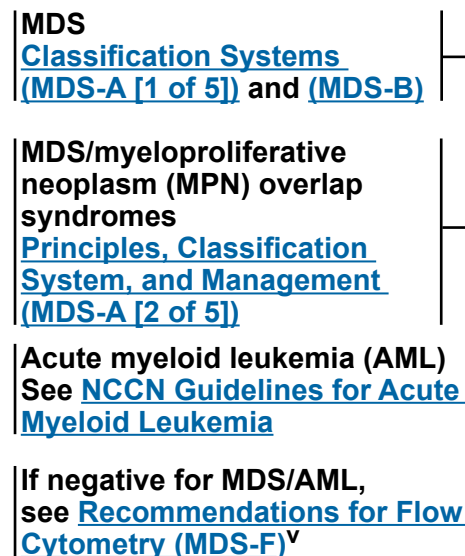 MDS
Classification Systems
(MDS-A [1 of 5]) and (MDS-B)
MDS/myeloproliferative
neoplasm (MPN) overlap
syndromes
Principles, Classification
System, and Management
(MDS-A [2 of 5])
Acute myeloid leukemia (AML)
See NCCN Guidelines for Acute
Myeloid Leukemia
If negative for MDS/AML,
see Recommendations for Flow
Cytometry (MDS-F)v